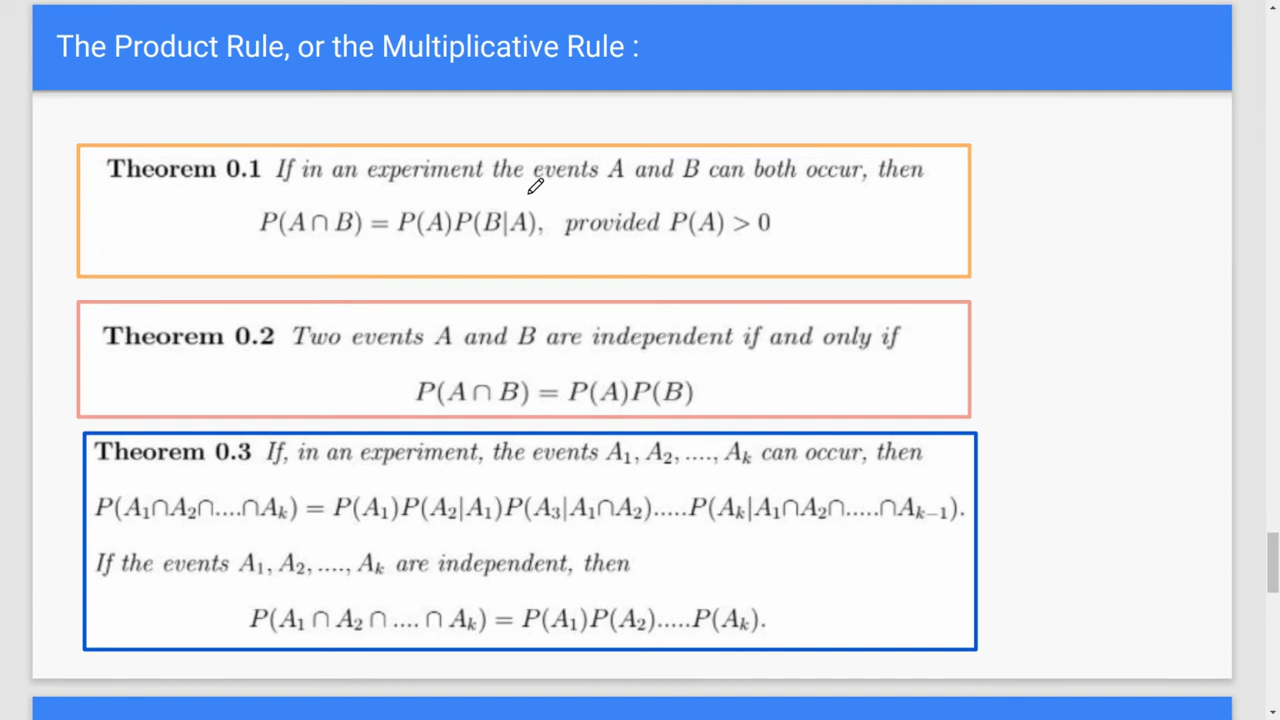 The Product Rule, or the Multiplicative Rule :
Theorem 0.1 If in an experiment the events A and B can both occur, then
P(A ∩ B) = P(A)P(B|A), provided P(A) > 0
Theorem 0.2 Two events A and B are independent if and only if
P(A ∩ B) = P(A)P(B)
Theorem 0.3 If, in an experiment, the events A₁, A₂, ...., Aₖ can occur, then
P(A₁∩A₂∩....∩Aₖ) = P(A₁)P(A₂|A₁)P(A₃|A₁∩A₂).....P(Aₖ|A₁∩A₂∩.....∩Aₖ₋₁).
If the events A₁, A₂, ...., Aₖ are independent, then
P(A₁ ∩ A₂ ∩ .... ∩ Aₖ) = P(A₁)P(A₂).....P(Aₖ).